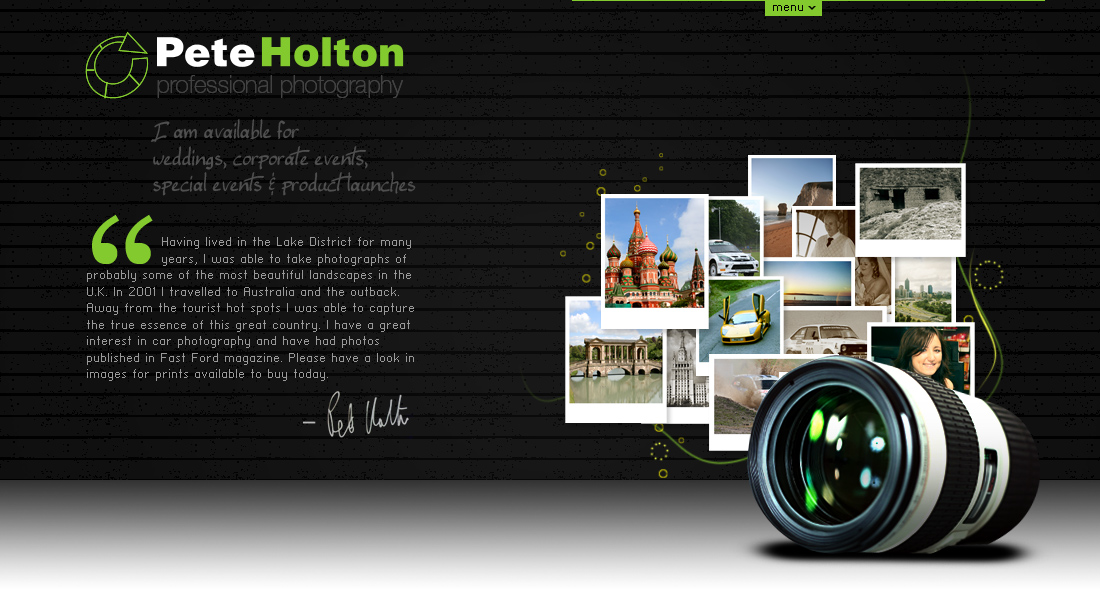 menu
Pete Holton
professional photography
I am available for
weddings, corporate events,
special events & product launches
Having lived in the Lake District for many
years, I was able to take photographs of
probably some of the most beautiful landscapes in the
U.K. In 2001 I travelled to Australia and the outback.
Away from the tourist hot spots I was able to capture
the true essence of this great country. I have a great
interest in car photography and have had photos
published in Fast Ford magazine. Please have a look in
images for prints available to buy today.
– Pete Holton